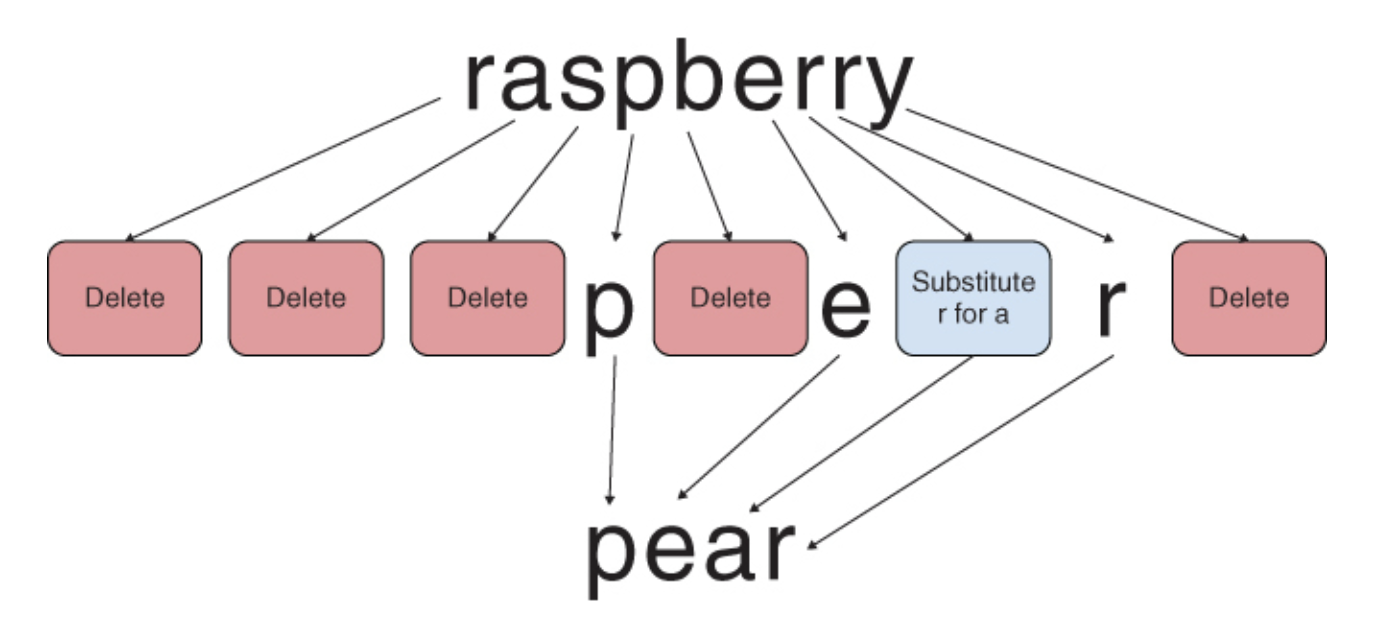 raspberry
Delete
Delete
Delete
p
Delete
e
Substitute
r for a
r
Delete
pear